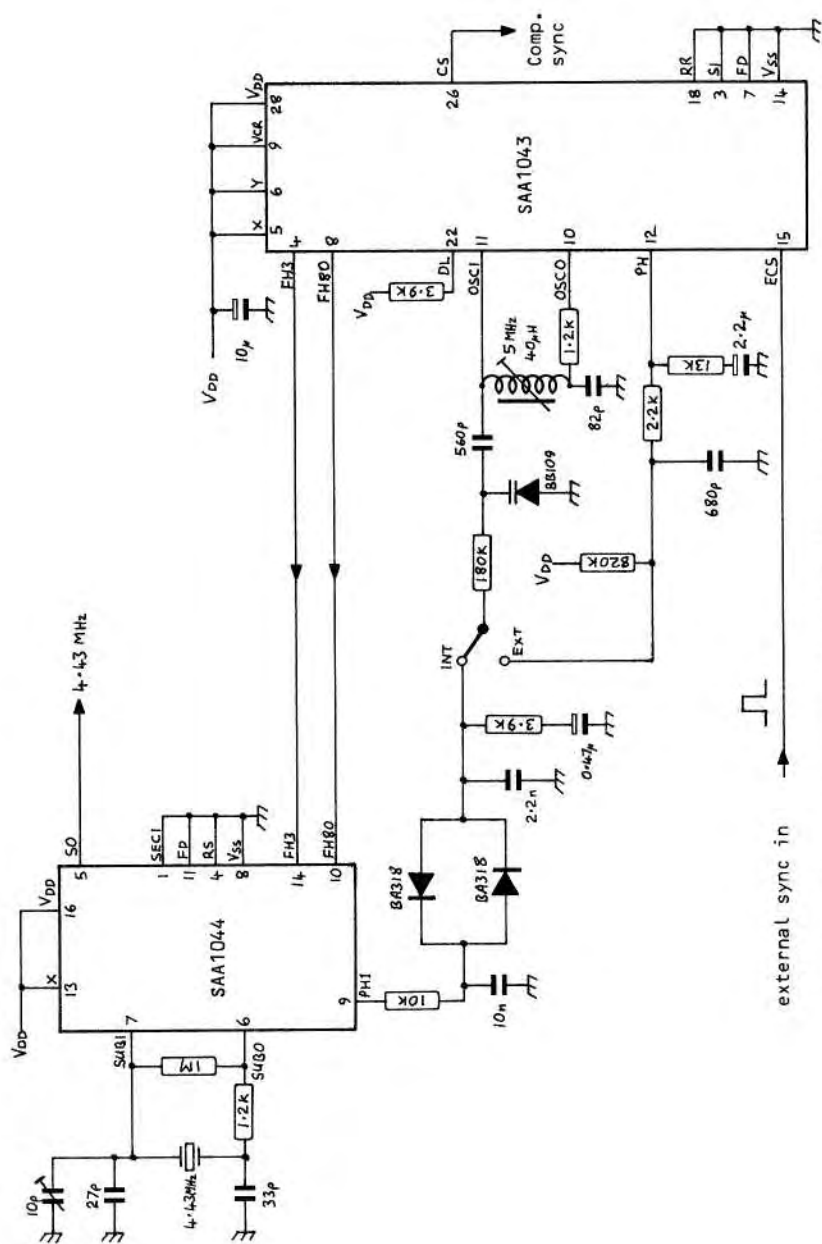 VDD
10µ
X
Y
VCR
VDD
5
6
9
28
FH3
4
FH80
8
VDD
3.9K
DL
22
OSCI
11
5 MHz
40µH
1.2K
OSCO
10
82p
560p
BB109
180K
INT
EXT
VDD
820K
680p
2.2K
13K
2.2µ
PH
12
ECS
15
SAA1043
CS
26
Comp.
sync
RR
18
SI
3
FD
7
VSS
14
4.43 MHz
SO
5
SECI
1
FD
11
RS
4
VSS
8
FH3
14
FH80
10
VDD
X
VDD
13
16
SAA1044
SUBI
7
1M
6
SUBO
1.2K
10p
27p
4.43MHz
33p
9
PHI
10K
10n
BA318
BA318
2.2n
3.9K
0.47µ
external sync in